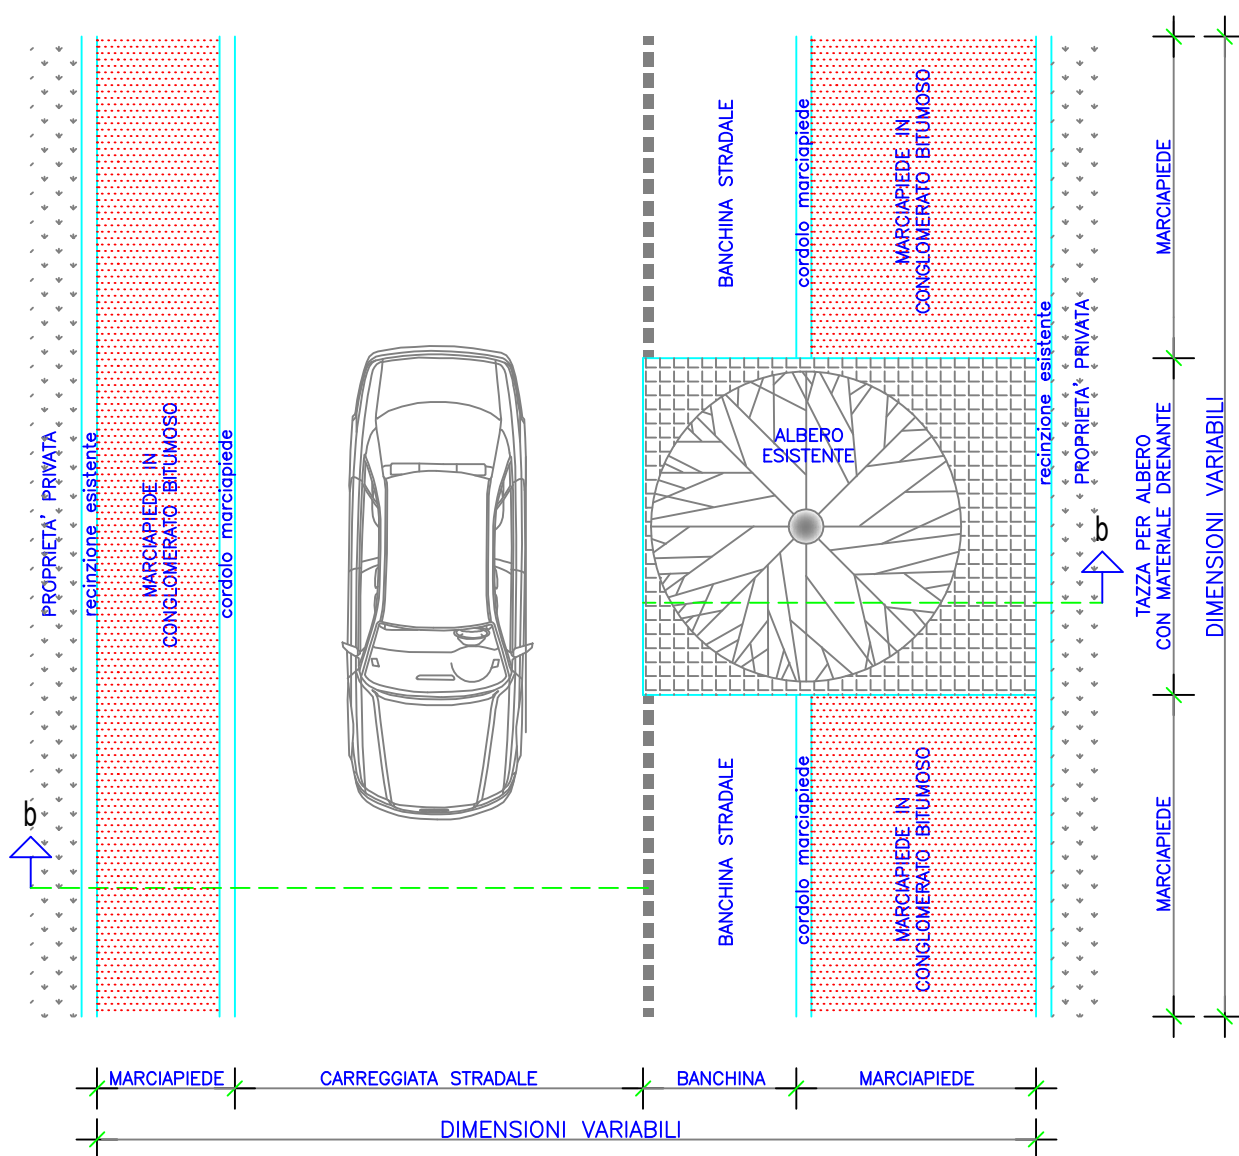 PROPRIETA' PRIVATA
recinzione esistente
MARCIAPIEDE IN
CONGLOMERATO BITUMOSO
cordolo marciapiede
BANCHINA STRADALE
cordolo marciapiede
MARCIAPIEDE IN
CONGLOMERATO BITUMOSO
ALBERO
ESISTENTE
recinzione esistente
PROPRIETA' PRIVATA
BANCHINA STRADALE
cordolo marciapiede
MARCIAPIEDE IN
CONGLOMERATO BITUMOSO
b
b
MARCIAPIEDE
TAZZA PER ALBERO
CON MATERIALE DRENANTE
MARCIAPIEDE
DIMENSIONI VARIABILI
MARCIAPIEDE
CARREGGIATA STRADALE
BANCHINA
MARCIAPIEDE
DIMENSIONI VARIABILI